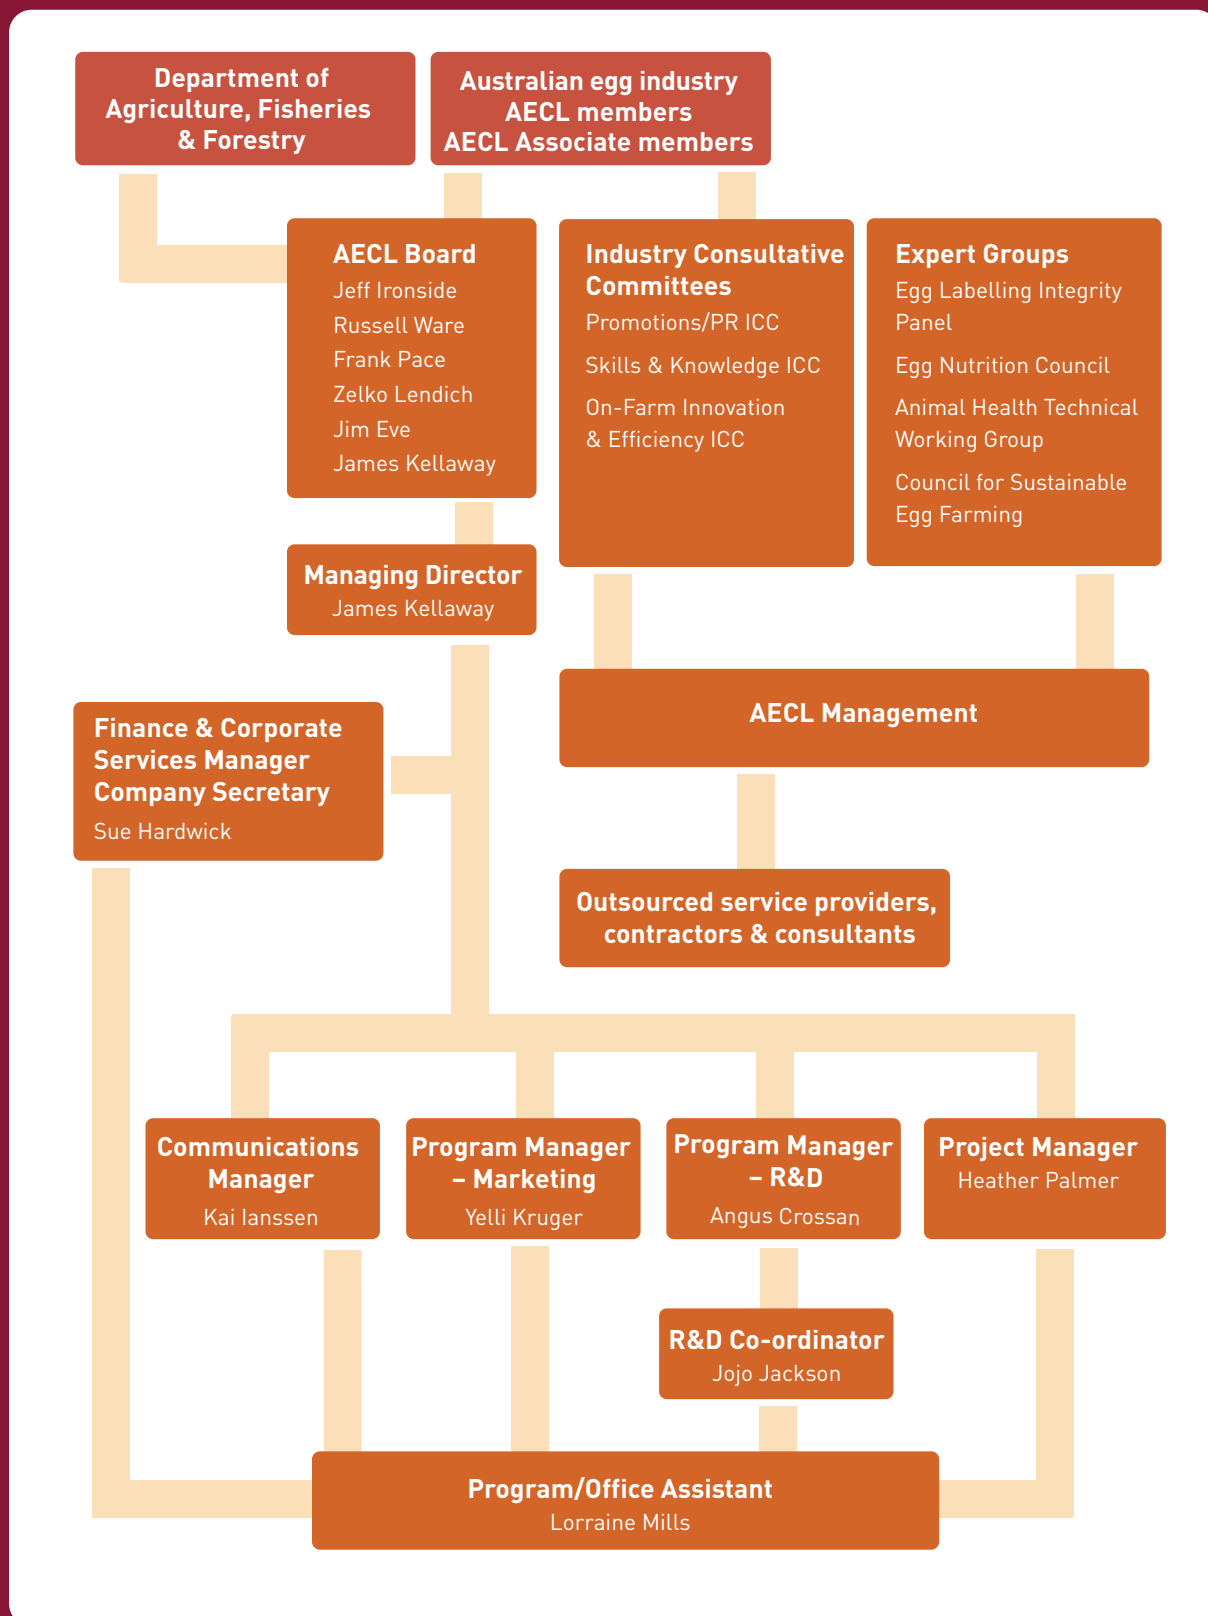 Department of
Agriculture, Fisheries
& Forestry
Australian egg industry
AECL members
AECL Associate members
AECL Board
Jeff Ironside
Russell Ware
Frank Pace
Zelko Lendich
Jim Eve
James Kellaway
Industry Consultative
Committees
Promotions/PR ICC
Skills & Knowledge ICC
On-Farm Innovation
& Efficiency ICC
Expert Groups
Egg Labelling Integrity
Panel
Egg Nutrition Council
Animal Health Technical
Working Group
Council for Sustainable
Egg Farming
Managing Director
James Kellaway
AECL Management
Finance & Corporate
Services Manager
Company Secretary
Sue Hardwick
Outsourced service providers,
contractors & consultants
Communications
Manager
Kai Ianssen
Program Manager
– Marketing
Yelli Kruger
Program Manager
– R&D
Angus Crossan
Project Manager
Heather Palmer
R&D Co-ordinator
Jojo Jackson
Program/Office Assistant
Lorraine Mills